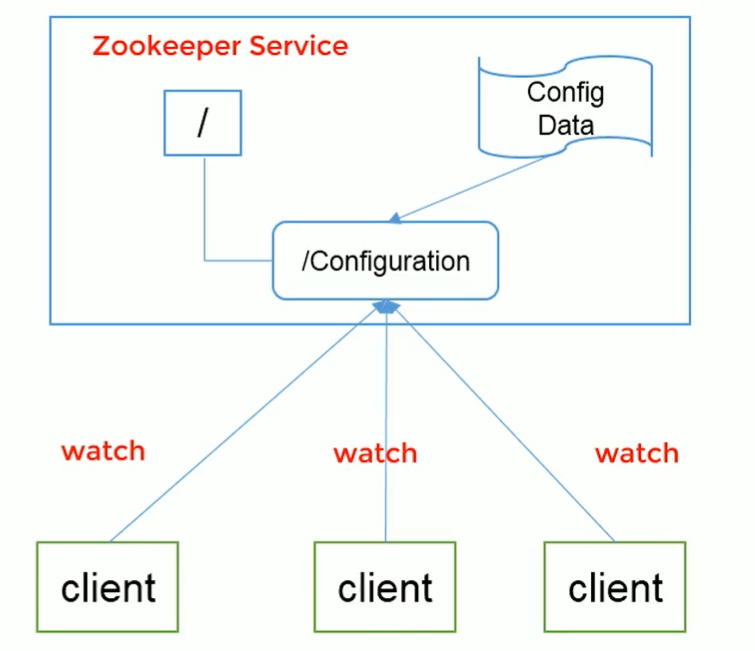 Zookeeper Service
/
Config
Data
/Configuration
watch
watch
watch
client
client
client